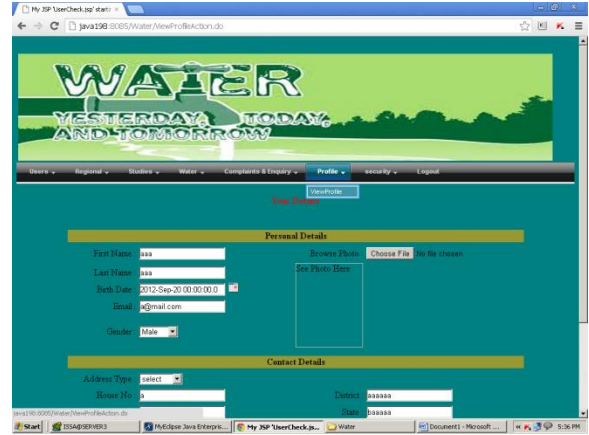 My JSP 'UserCheck.jsp' starti
java198:8085/Water/ViewProfileAction.do
WATER
YESTERDAY, TODAY,
AND TOMORROW
Users Regional Studies Water Complaints & Enquiry Profile security Logout
ViewProfile
Your Details
Personal Details
First Name aaa Browse Photo Choose File No file chosen
See Photo Here
Last Name aaa
Birth Date 2012-Sep-20 00:00:00.0
Email a@mail.com
Gender Male
Contact Details
Address Type select
House No a District aaaaaa
State baaaaa
java198:8085/Water/ViewProfileAction.do
Start ISSA@SERVER3 MyEclipse Java Enterpris... My JSP 'UserCheck.js... Water Document1 - Microsoft ... 5:36 PM